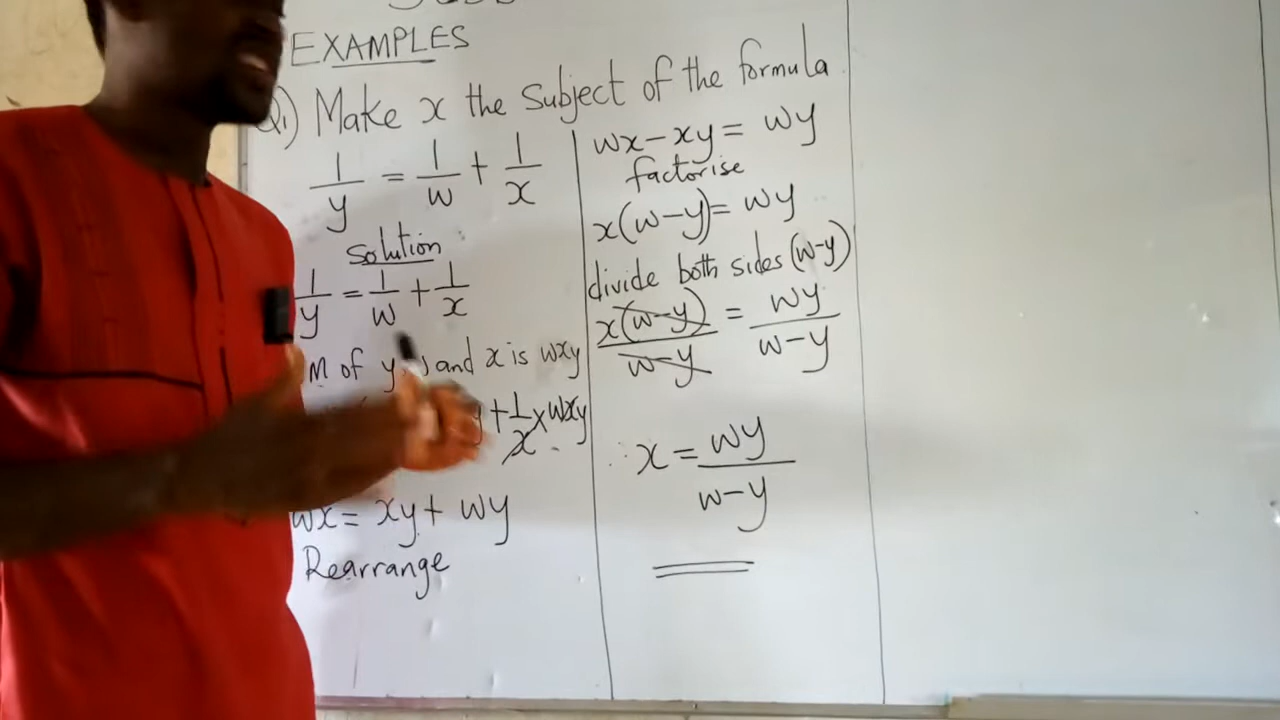 EXAMPLES
Q1) Make x the subject of the formula
1/y = 1/w + 1/x
solution
1/y = 1/w + 1/x
M of y and x is wxy
y + 1/x x wxy
wx = xy + wy
Rearrange
wx - xy = wy
factorise
x(w-y) = wy
divide both sides (w-y)
x(w-y)/w-y = wy/w-y
∴ x = wy/w-y